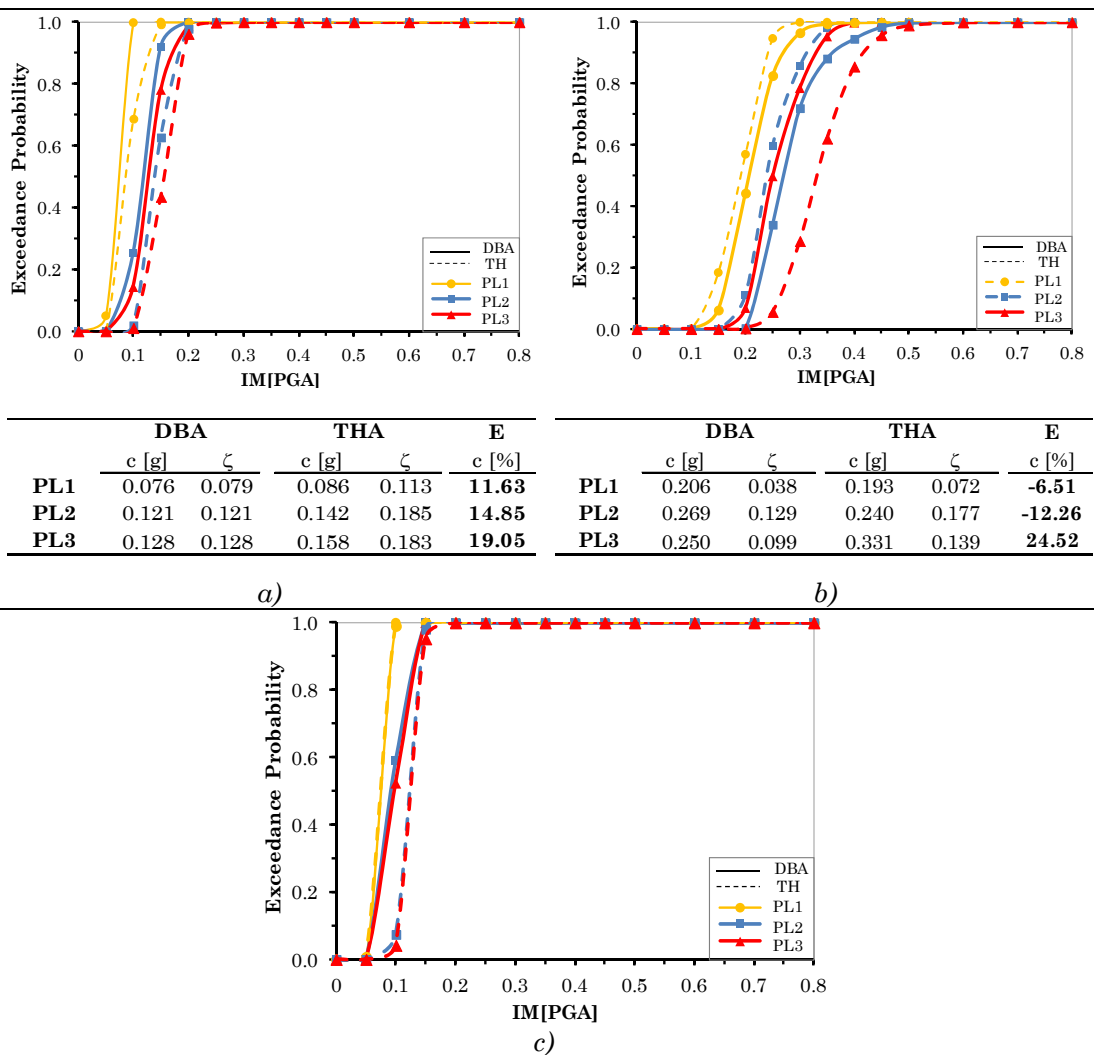 Exceedance Probability
1.0
0.8
0.6
0.4
0.2
0.0
0 0.1 0.2 0.3 0.4 0.5 0.6 0.7 0.8
IM[PGA]
DBA
TH
PL1
PL2
PL3
Exceedance Probability
1.0
0.8
0.6
0.4
0.2
0.0
0 0.1 0.2 0.3 0.4 0.5 0.6 0.7 0.8
IM[PGA]
DBA
TH
PL1
PL2
PL3
DBA THA E
c [g] ζ c [g] ζ c [%]
PL1 0.076 0.079 0.086 0.113 11.63
PL2 0.121 0.121 0.142 0.185 14.85
PL3 0.128 0.128 0.158 0.183 19.05
a)
DBA THA E
c [g] ζ c [g] ζ c [%]
PL1 0.206 0.038 0.193 0.072 -6.51
PL2 0.269 0.129 0.240 0.177 -12.26
PL3 0.250 0.099 0.331 0.139 24.52
b)
Exceedance Probability
1.0
0.8
0.6
0.4
0.2
0.0
0 0.1 0.2 0.3 0.4 0.5 0.6 0.7 0.8
IM[PGA]
DBA
TH
PL1
PL2
PL3
c)